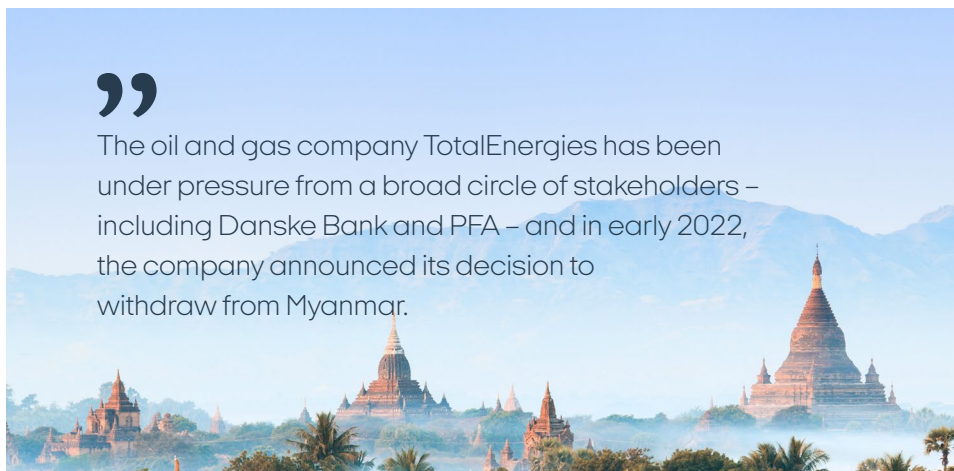 ”
The oil and gas company TotalEnergies has been
under pressure from a broad circle of stakeholders –
including Danske Bank and PFA – and in early 2022,
the company announced its decision to
withdraw from Myanmar.